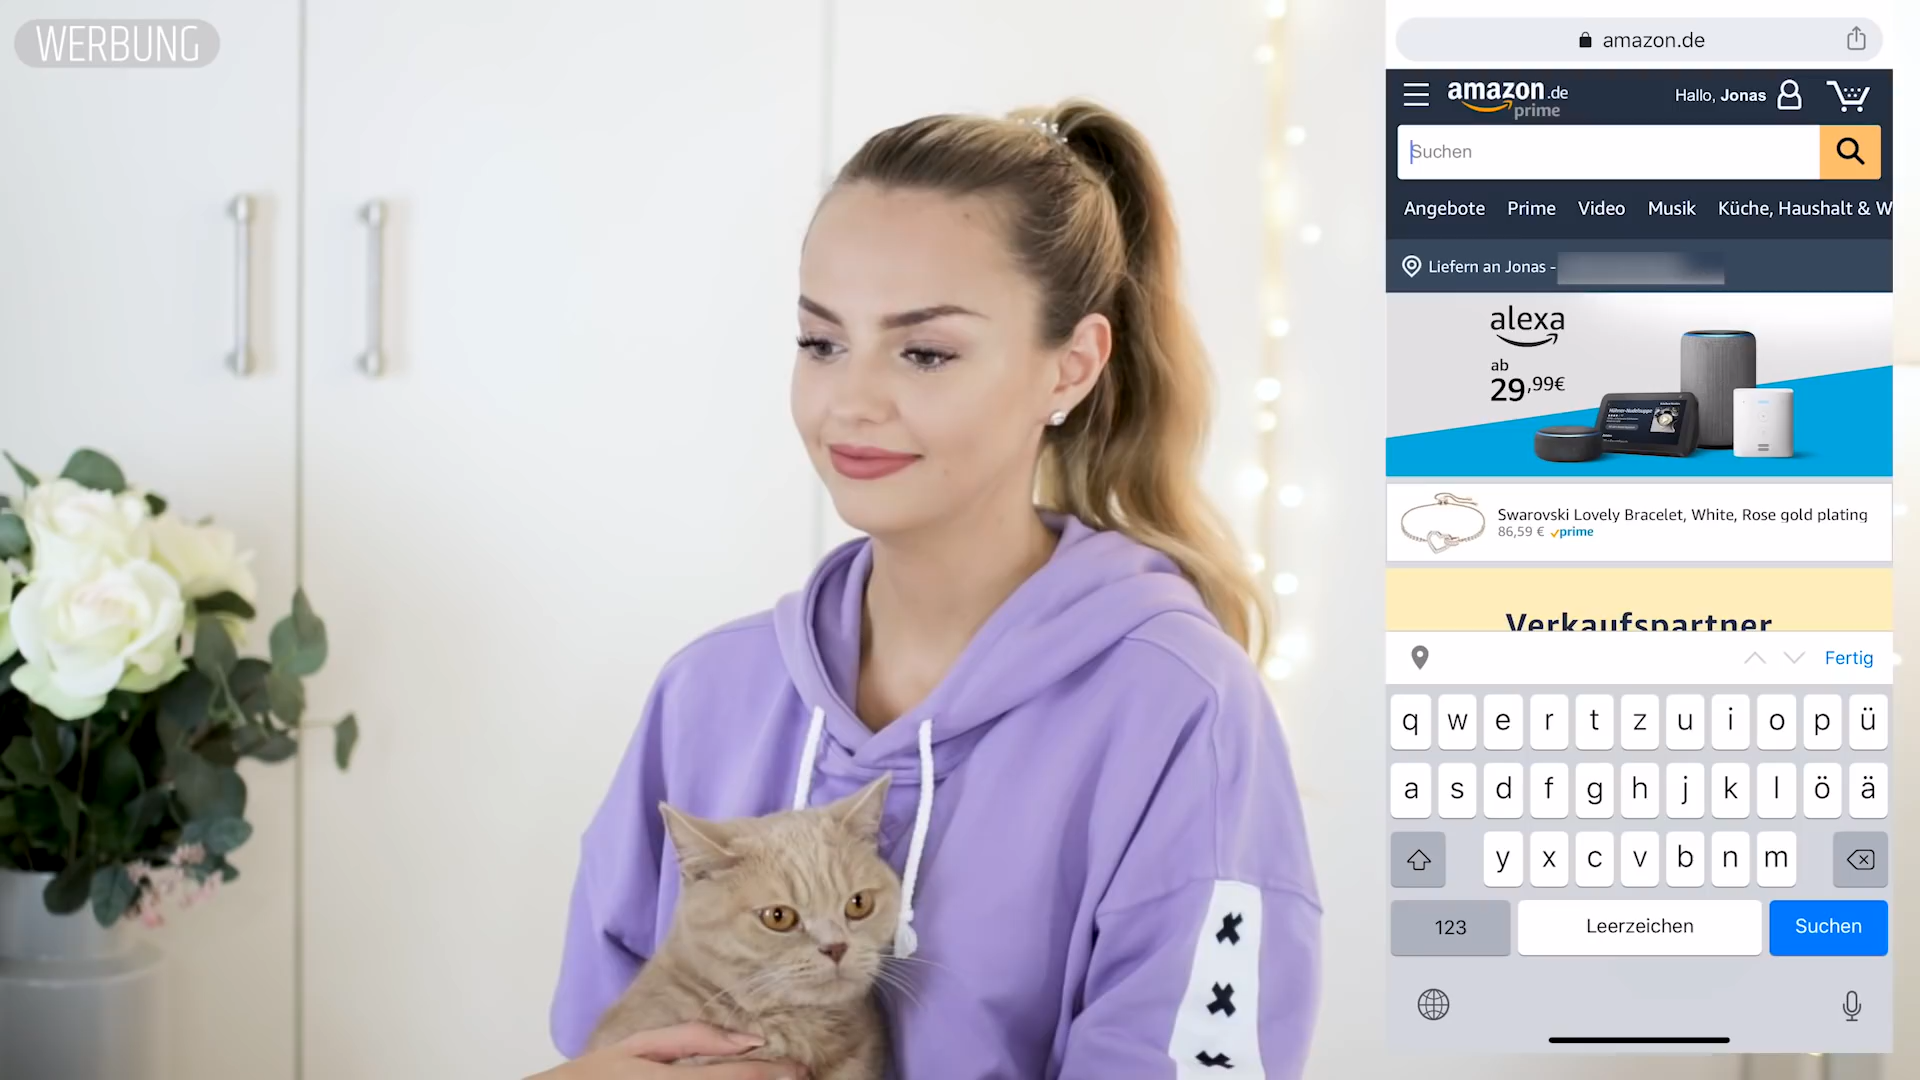 WERBUNG
amazon.de
amazon.de
prime
Hallo, Jonas
Suchen
Angebote Prime Video Musik Küche, Haushalt & W
Liefern an Jonas -
alexa
ab
29,99€
Swarovski Lovely Bracelet, White, Rose gold plating
86,59 € prime
Verkaufspartner
Fertig
q w e r t z u i o p ü
a s d f g h j k l ö ä
y x c v b n m
123 Leerzeichen Suchen